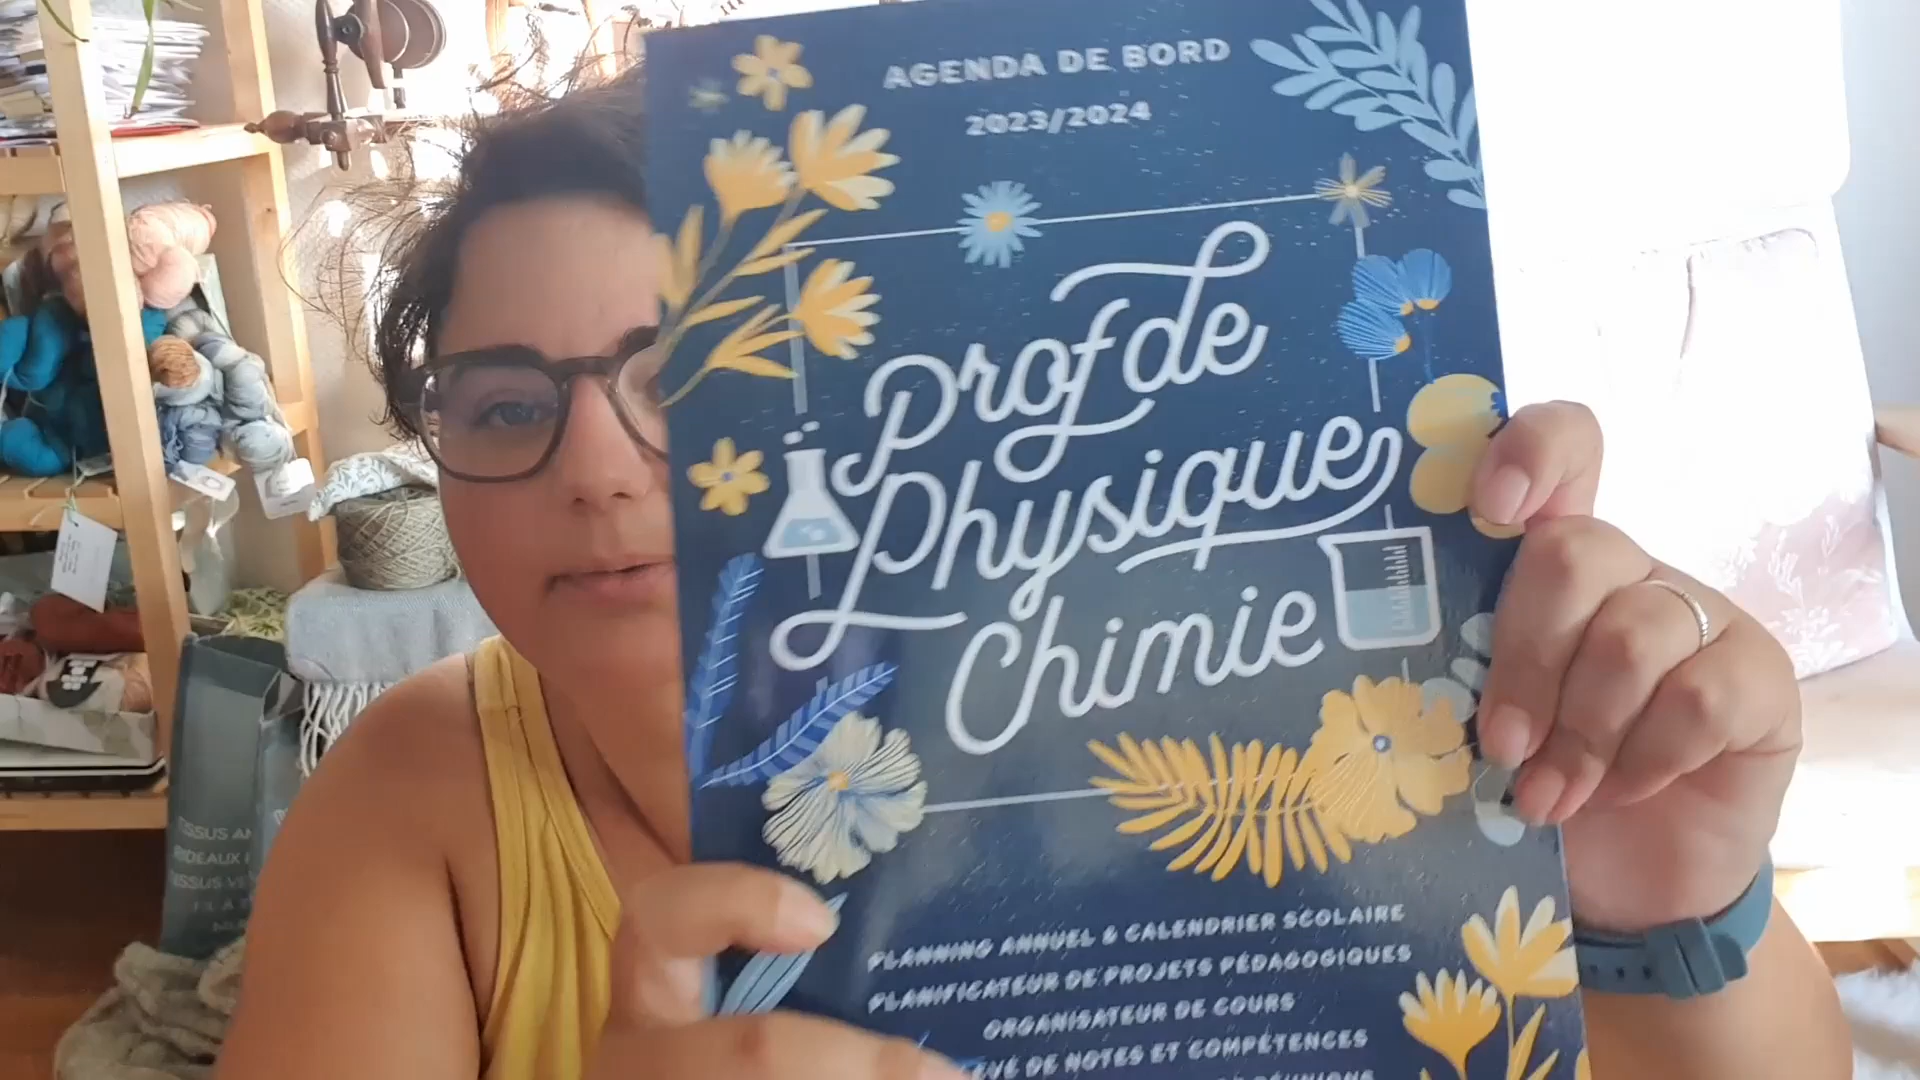 AGENDA DE BORD
2023/2024
Prof de
Physique
Chimie
PLANNING ANNUEL & CALENDRIER SCOLAIRE
PLANIFICATEUR DE PROJETS PÉDAGOGIQUES
ORGANISATEUR DE COURS
DE NOTES ET COMPÉTENCES